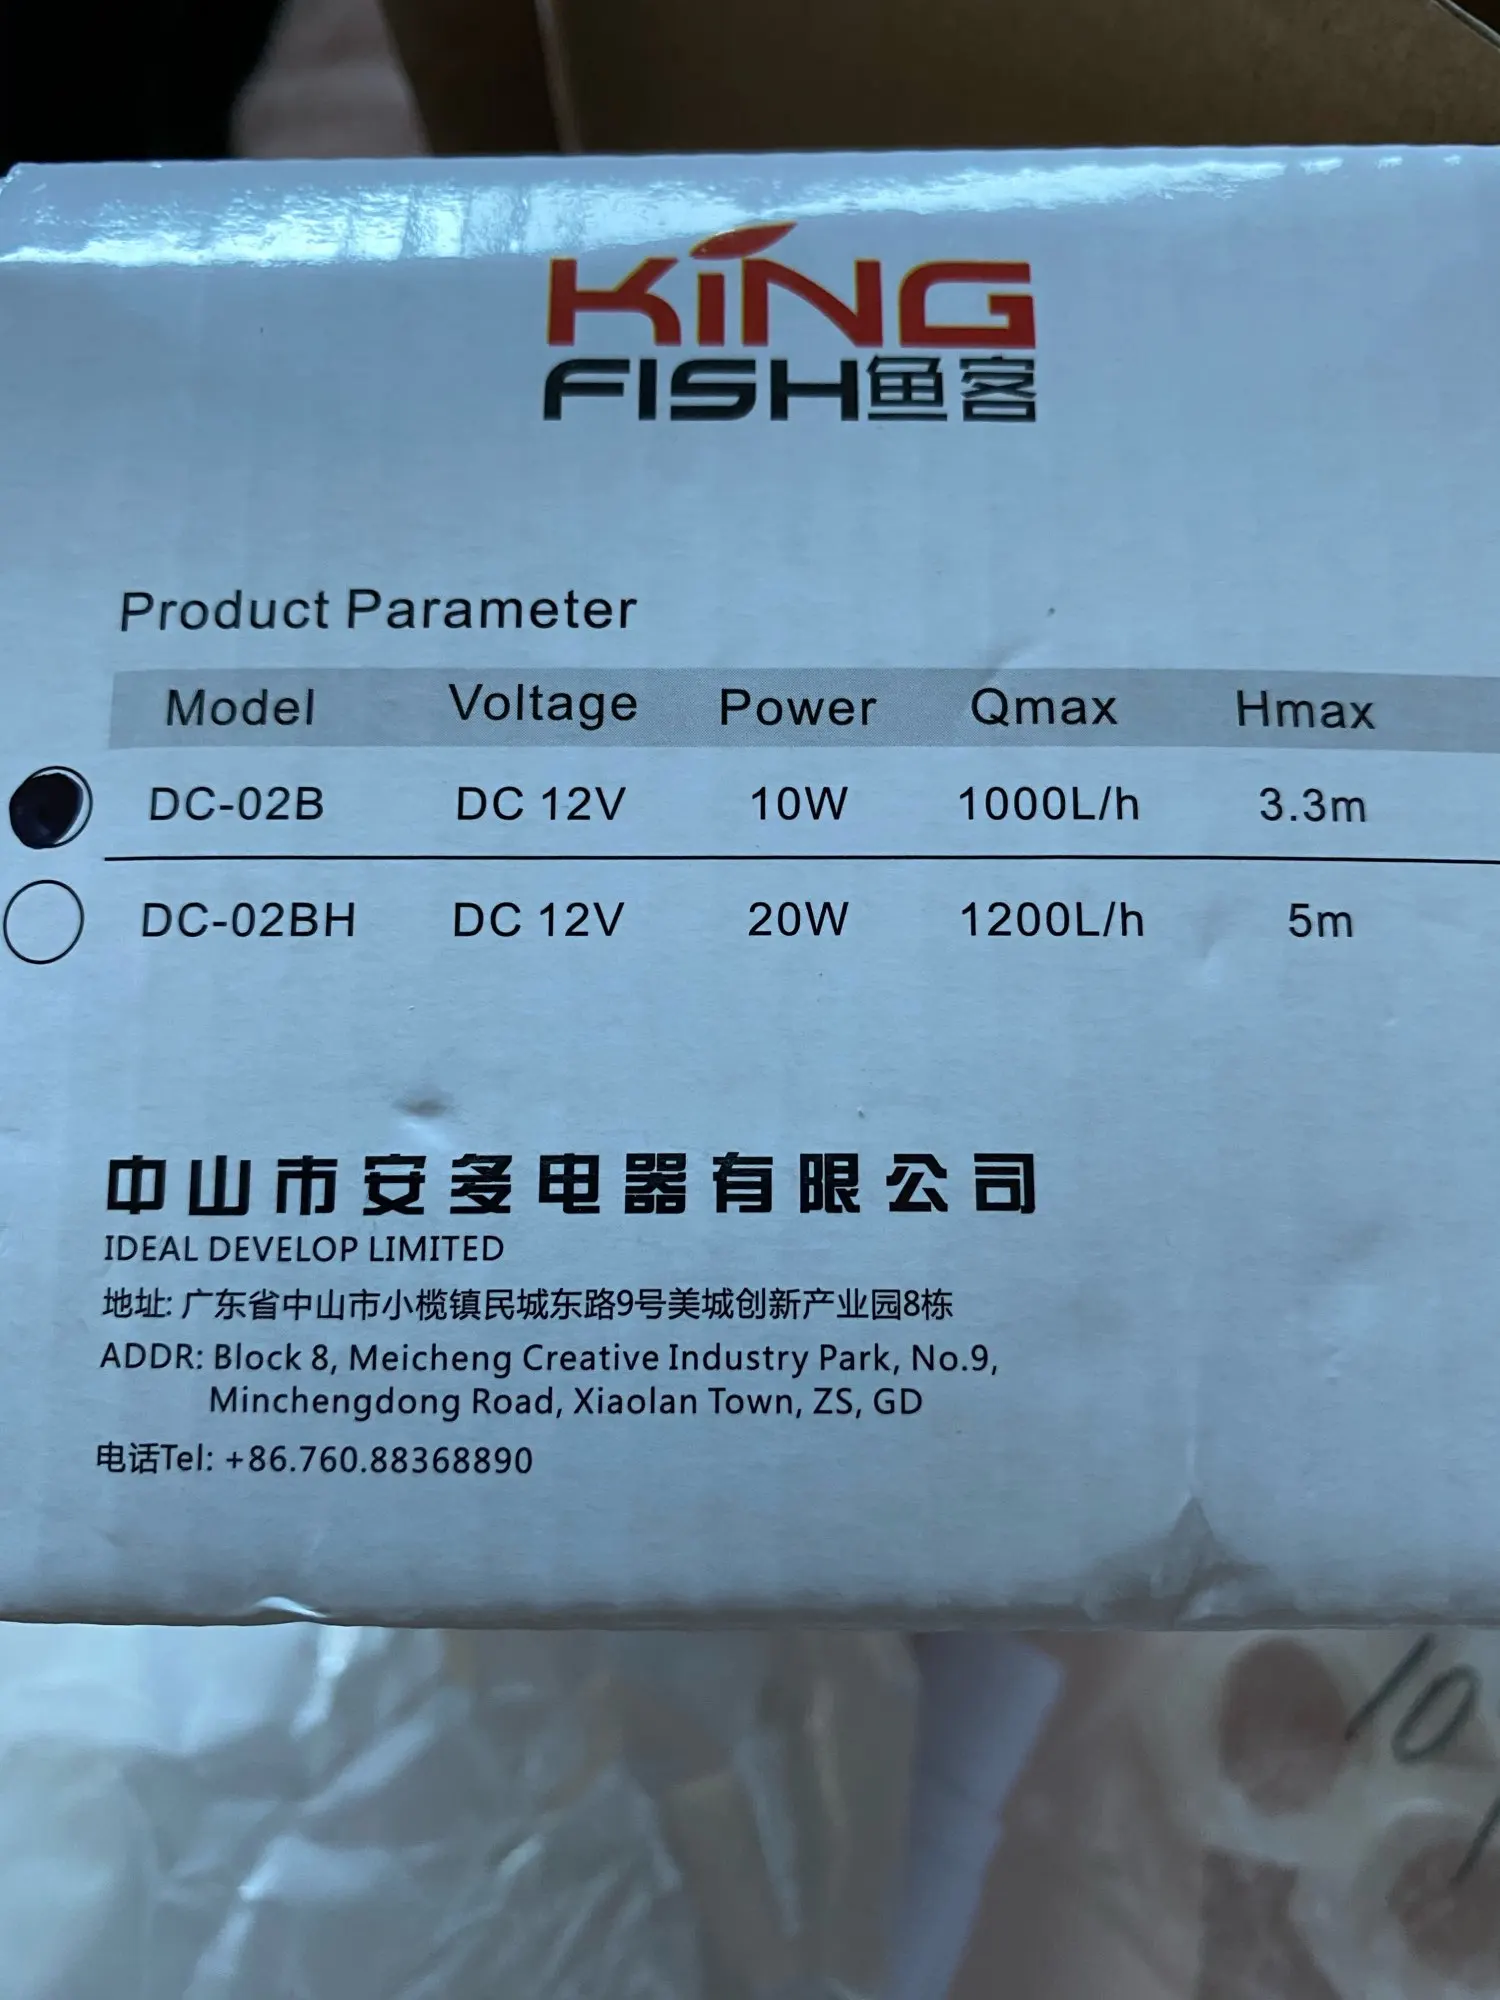 KING
FISH鱼客
Product Parameter
Model Voltage Power Qmax Hmax
DC-02B DC 12V 10W 1000L/h 3.3m
DC-02BH DC 12V 20W 1200L/h 5m
中山市安多电器有限公司
IDEAL DEVELOP LIMITED
地址: 广东省中山市小榄镇民城东路9号美城创新产业园8栋
ADDR: Block 8, Meicheng Creative Industry Park, No.9,
Minchengdong Road, Xiaolan Town, ZS, GD
电话Tel: +86.760.88368890
10